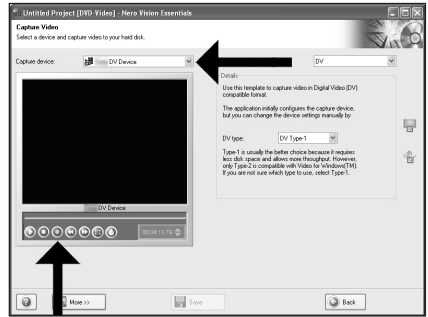 Untitled Project [DVD-Video] - Nero Vision Essentials
Capture Video
Select a device and capture video to your hard disk.
Capture device:
DV Device
DV
Details
Use this template to capture video in Digital Video (DV)
compatible format.
The application initially configures the capture device,
but you can change the device settings manually by
DV type:
DV Type-1
Type-1 is usually the better choice because it requires
less disk space and allows more throughput. However,
only Type-2 is compatible with Video for Windows(TM).
If you are not sure which type to use, select Type-1.
DV Device
More >>
Save
Back